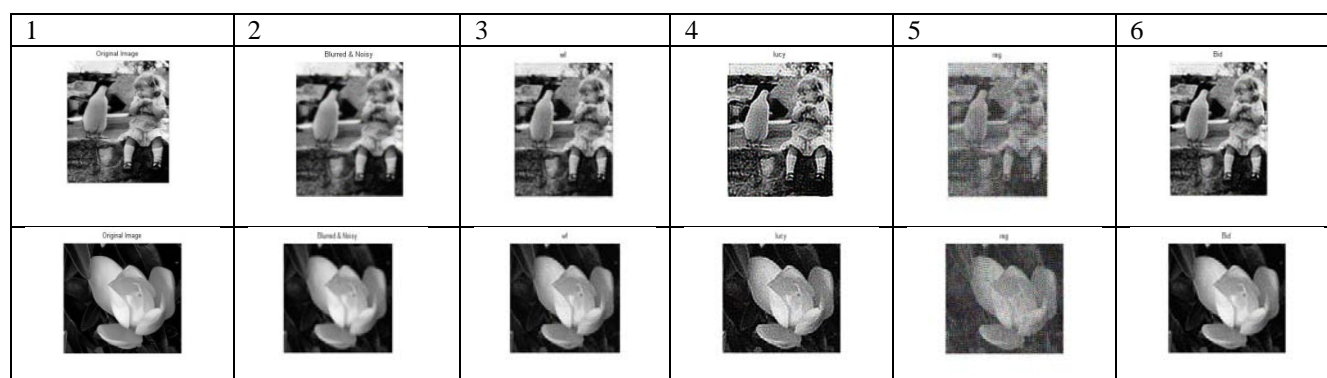 1 2 3 4 5 6
Original Image Blurred & Noisy wf lucy reg Bid
Original Image Blurred & Noisy wf lucy reg Bid